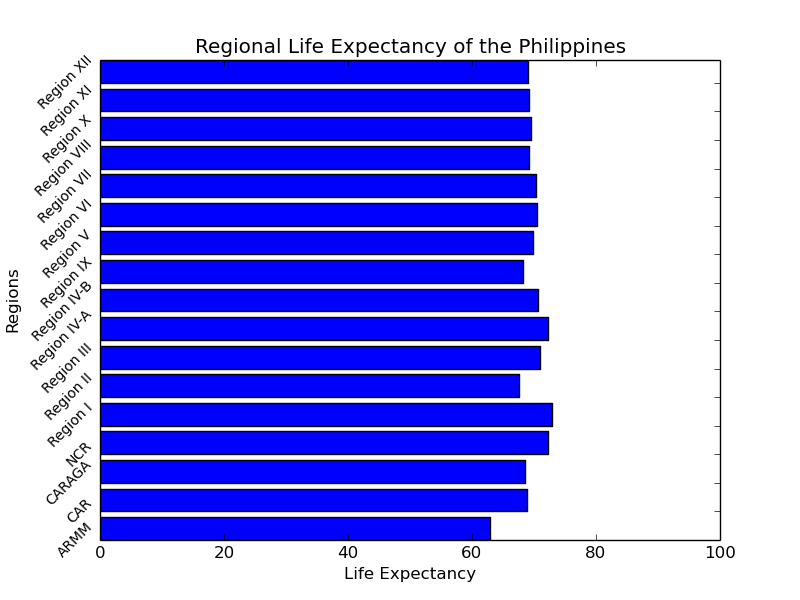 Regional Life Expectancy of the Philippines
Region XII
Region XI
Region X
Region VIII
Region VII
Region VI
Region V
Region IX
Region IV-B
Region IV-A
Region III
Region II
Region I
NCR
CARAGA
CAR
ARMM
Regions
0 20 40 60 80 100
Life Expectancy